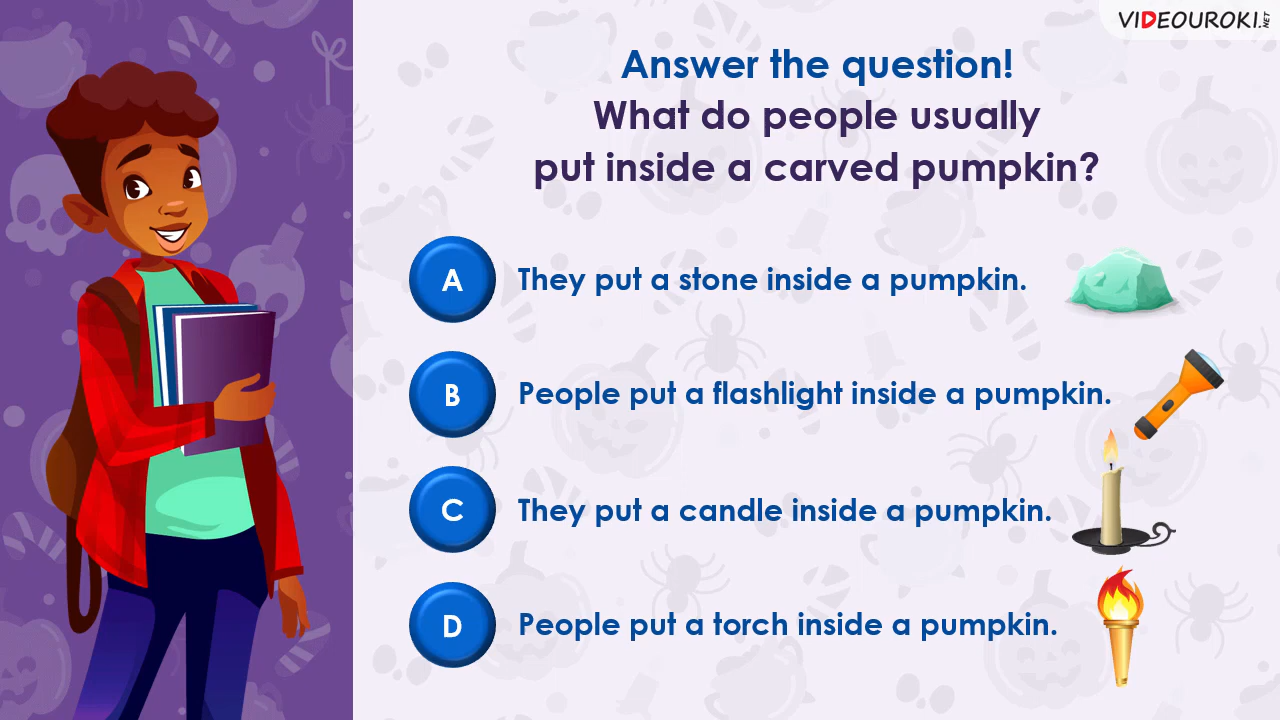 VIDEOUROKI.NET
Answer the question!
What do people usually
put inside a carved pumpkin?
A They put a stone inside a pumpkin.
B People put a flashlight inside a pumpkin.
C They put a candle inside a pumpkin.
D People put a torch inside a pumpkin.